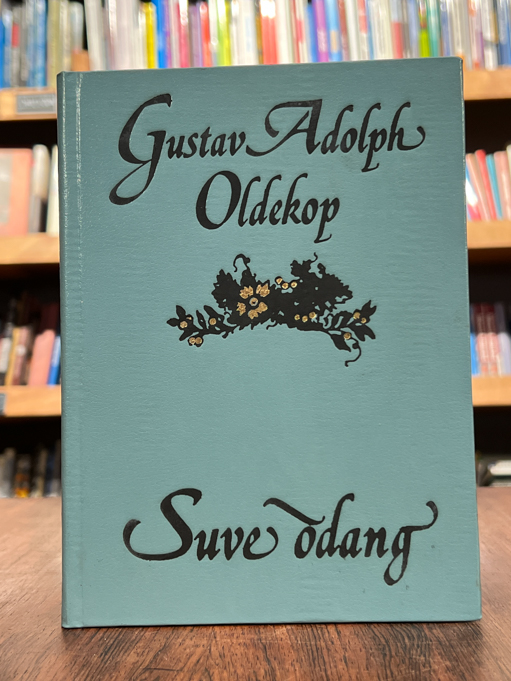 Gustav Adolph
Oldekop
Suve õdang